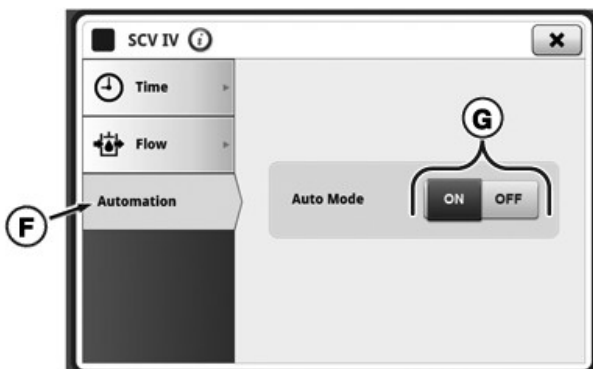 SCV IV i
Time
Flow
Automation
Auto Mode ON OFF
F
G